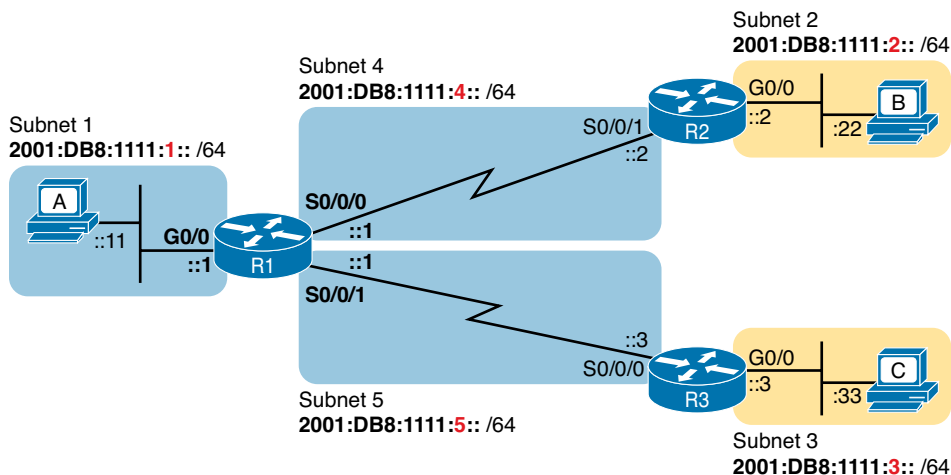 Subnet 2
2001:DB8:1111:2:: /64
Subnet 4
2001:DB8:1111:4:: /64
G0/0
B
Subnet 1
2001:DB8:1111:1:: /64
S0/0/1
R2
::2
:22
::2
A
S0/0/0
::11
G0/0
::1
::1
R1
::1
S0/0/1
::3
G0/0
C
S0/0/0
R3
::3
:33
Subnet 5
2001:DB8:1111:5:: /64
Subnet 3
2001:DB8:1111:3:: /64